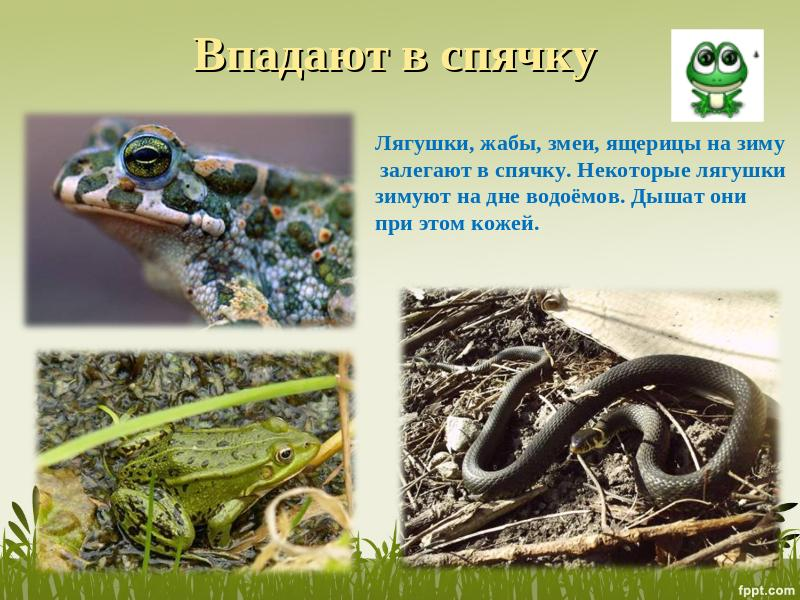 Впадают в спячку
Лягушки, жабы, змеи, ящерицы на зиму
залегают в спячку. Некоторые лягушки
зимуют на дне водоёмов. Дышат они
при этом кожей.
fppt.com